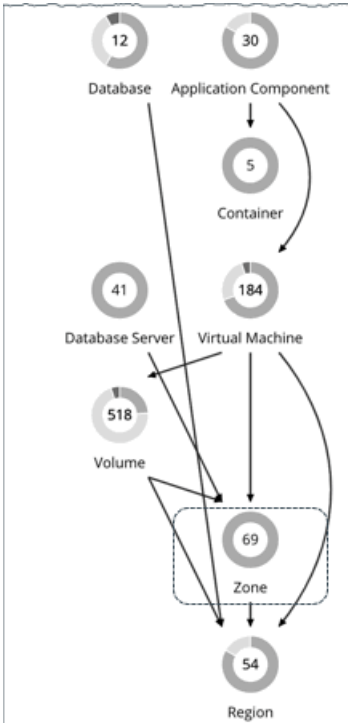 12
30
Database
Application Component
5
Container
41
184
Database Server
Virtual Machine
518
Volume
69
Zone
54
Region